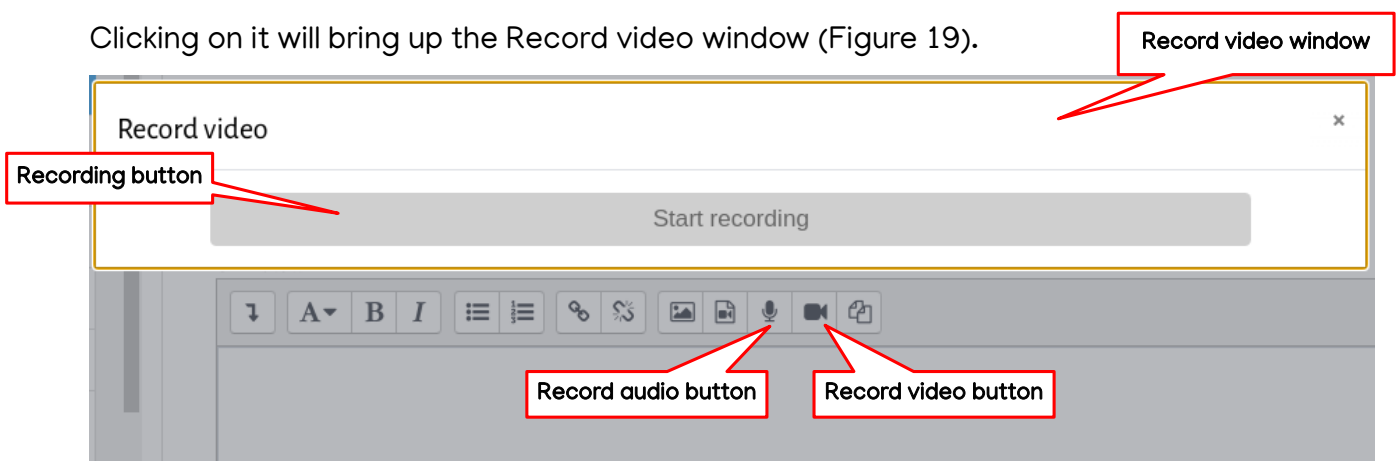 Clicking on it will bring up the Record video window (Figure 19).
Record video window
Record video
×
Recording button
Start recording
A B I
Record audio button
Record video button